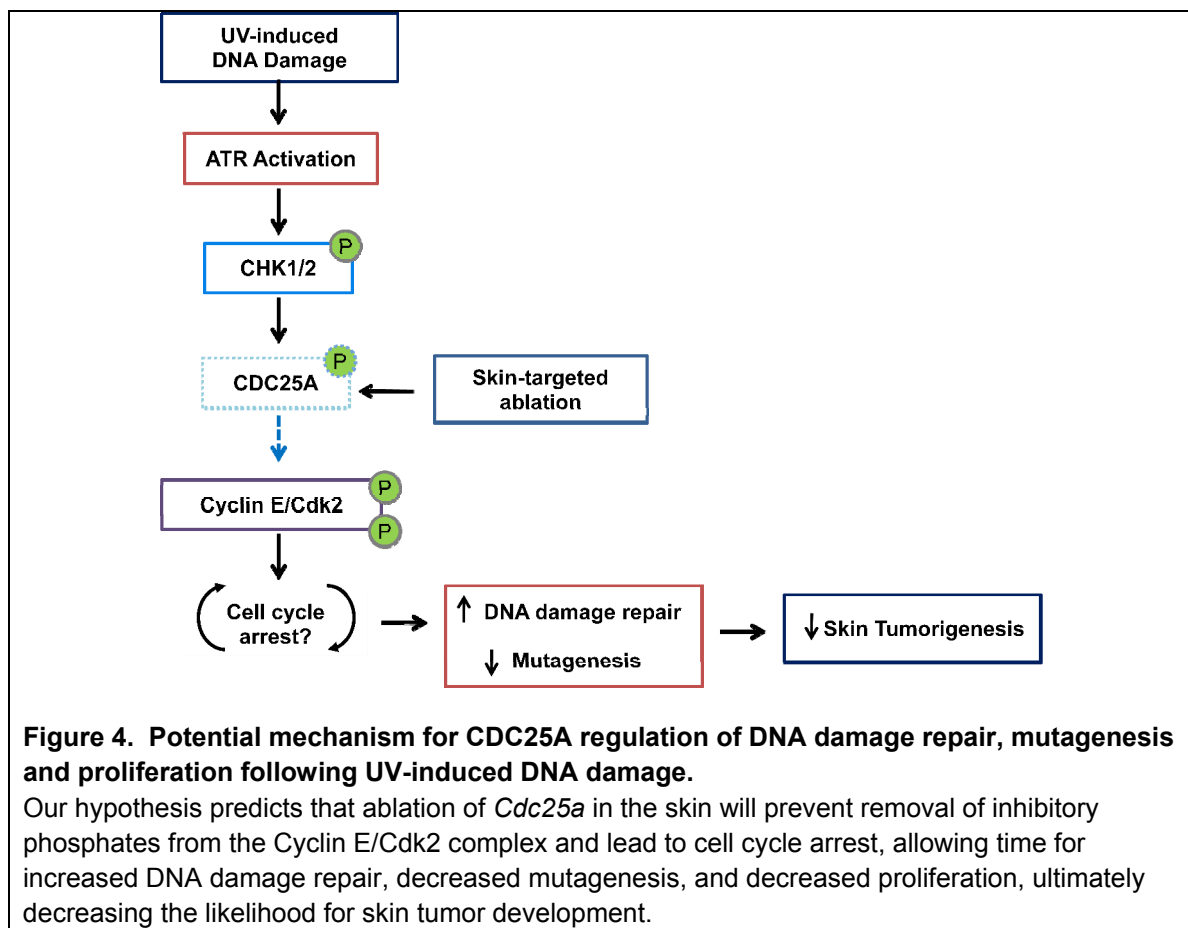 UV-induced
DNA Damage
ATR Activation
P
CHK1/2
P
CDC25A
Skin-targeted
ablation
P
Cyclin E/Cdk2
P
Cell cycle
arrest?
↑ DNA damage repair
↓ Mutagenesis
↓ Skin Tumorigenesis
Figure 4. Potential mechanism for CDC25A regulation of DNA damage repair, mutagenesis
and proliferation following UV-induced DNA damage.
Our hypothesis predicts that ablation of Cdc25a in the skin will prevent removal of inhibitory
phosphates from the Cyclin E/Cdk2 complex and lead to cell cycle arrest, allowing time for
increased DNA damage repair, decreased mutagenesis, and decreased proliferation, ultimately
decreasing the likelihood for skin tumor development.